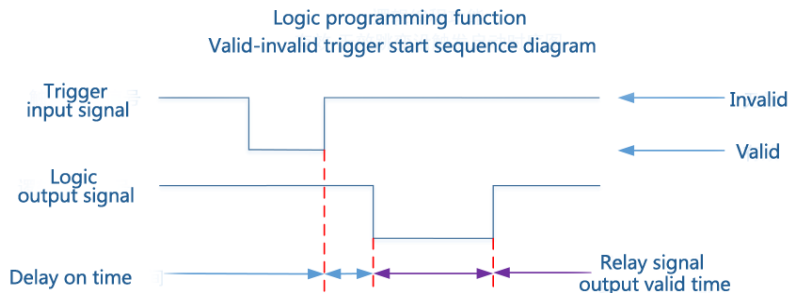 Logic programming function
Valid-invalid trigger start sequence diagram
Trigger
input signal
Invalid
Valid
Logic
output signal
Delay on time
Relay signal
output valid time